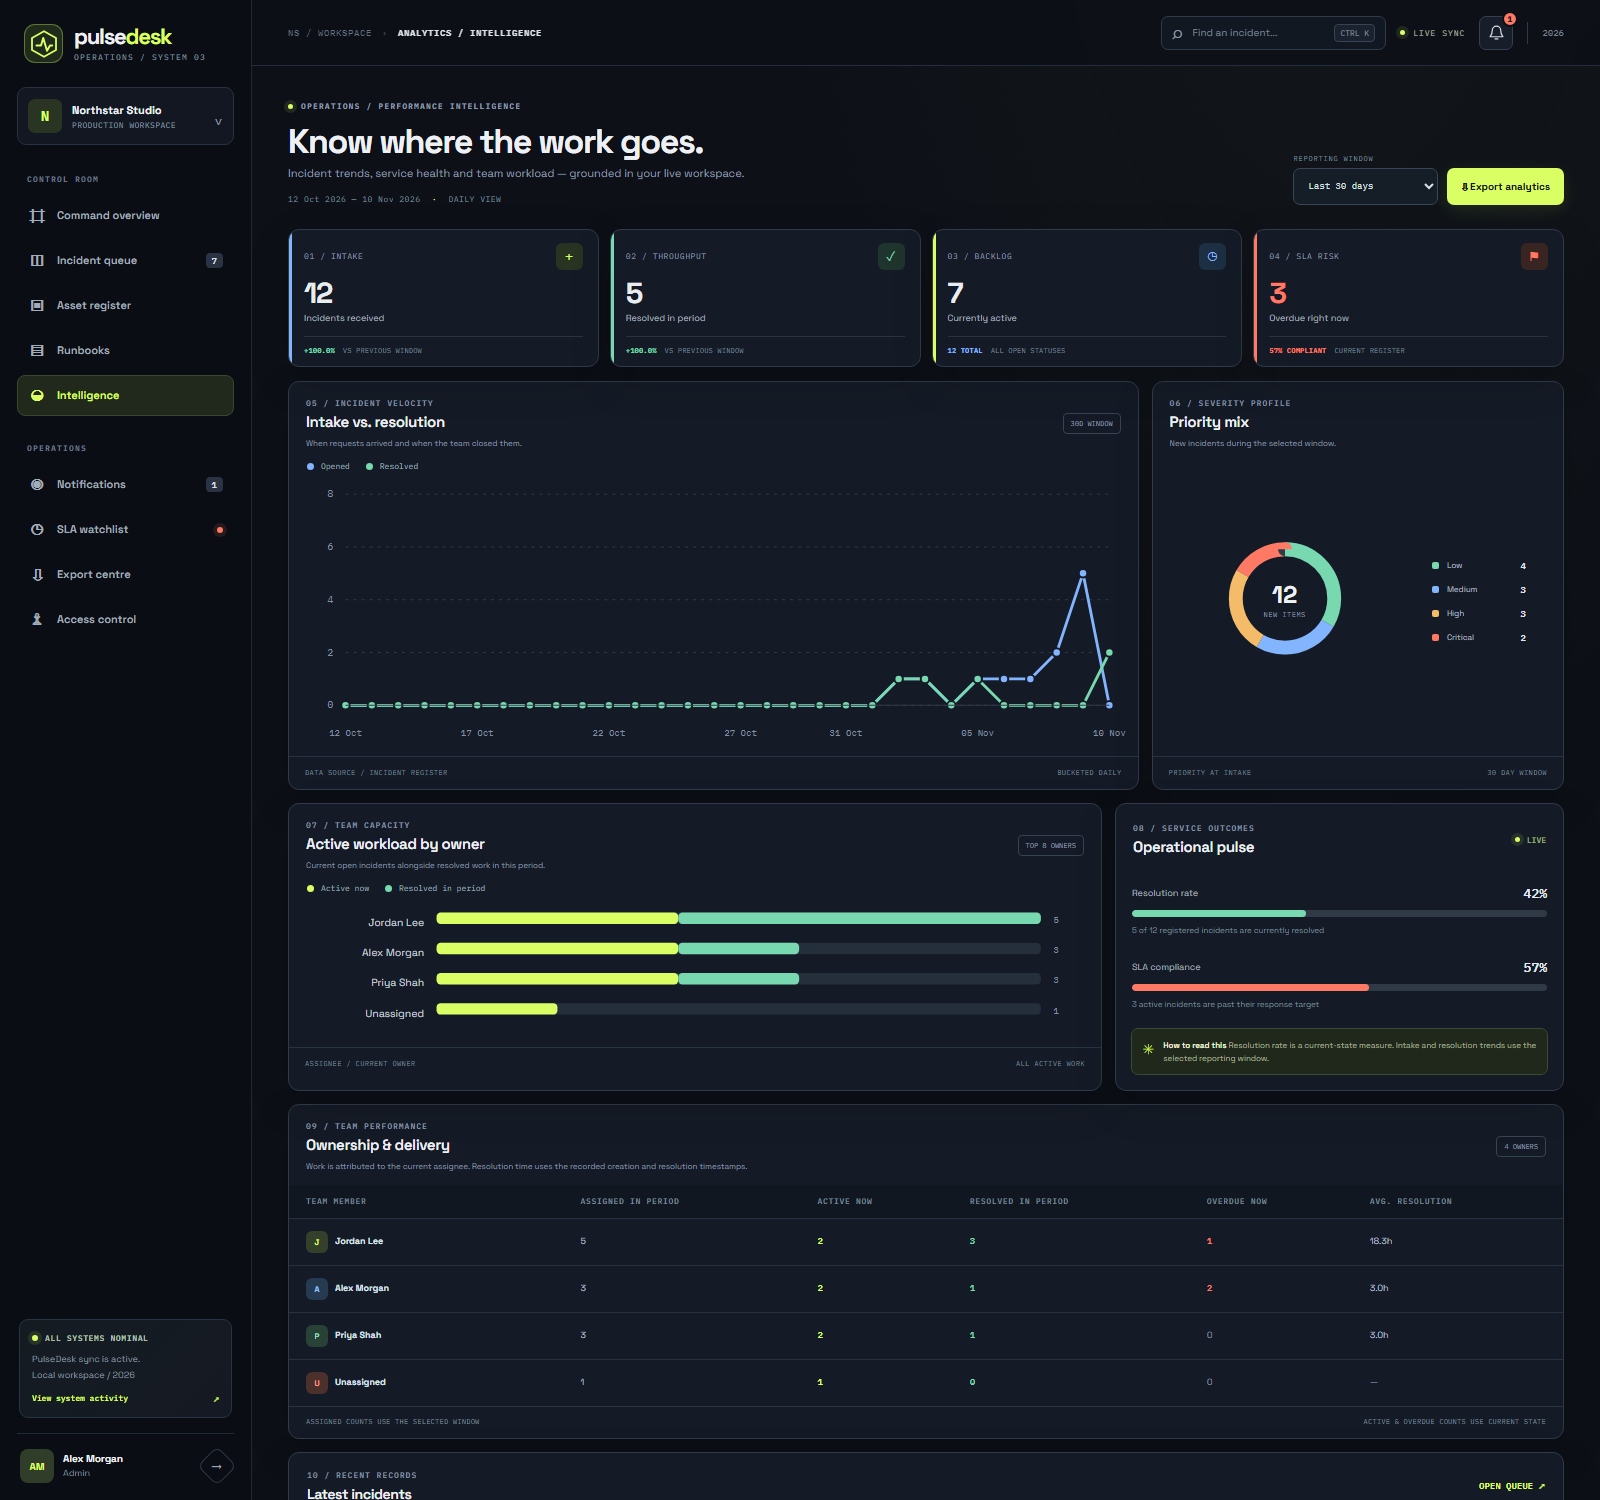 pulsedesk
OPERATIONS / SYSTEM 03
N
Northstar Studio
PRODUCTION WORKSPACE
v
CONTROL ROOM
Command overview
Incident queue
7
Asset register
Runbooks
Intelligence
OPERATIONS
Notifications
1
SLA watchlist
Export centre
Access control
ALL SYSTEMS NOMINAL
PulseDesk sync is active.
Local workspace / 2026
View system activity ↗
AM
Alex Morgan
Admin
→
NS / WORKSPACE › ANALYTICS / INTELLIGENCE
Find an incident...
CTRL K
LIVE SYNC
1
2026
OPERATIONS / PERFORMANCE INTELLIGENCE
Know where the work goes.
Incident trends, service health and team workload — grounded in your live workspace.
12 Oct 2026 — 10 Nov 2026 · DAILY VIEW
REPORTING WINDOW
Last 30 days
⇩ Export analytics
01 / INTAKE
+
12
Incidents received
+100.0% VS PREVIOUS WINDOW
02 / THROUGHPUT
✓
5
Resolved in period
+100.0% VS PREVIOUS WINDOW
03 / BACKLOG
7
Currently active
12 TOTAL ALL OPEN STATUSES
04 / SLA RISK
3
Overdue right now
57% COMPLIANT CURRENT REGISTER
05 / INCIDENT VELOCITY
Intake vs. resolution
When requests arrived and when the team closed them.
30D WINDOW
Opened
Resolved
8
6
4
2
0
12 Oct
17 Oct
22 Oct
27 Oct
31 Oct
05 Nov
10 Nov
DATA SOURCE / INCIDENT REGISTER
BUCKETED DAILY
06 / SEVERITY PROFILE
Priority mix
New incidents during the selected window.
12
NEW ITEMS
Low 4
Medium 3
High 3
Critical 2
PRIORITY AT INTAKE
30 DAY WINDOW
07 / TEAM CAPACITY
Active workload by owner
Current open incidents alongside resolved work in this period.
TOP 8 OWNERS
Active now
Resolved in period
Jordan Lee 5
Alex Morgan 3
Priya Shah 3
Unassigned 1
ASSIGNEE / CURRENT OWNER
ALL ACTIVE WORK
08 / SERVICE OUTCOMES
Operational pulse
LIVE
Resolution rate 42%
5 of 12 registered incidents are currently resolved
SLA compliance 57%
3 active incidents are past their response target
How to read this Resolution rate is a current-state measure. Intake and resolution trends use the
selected reporting window.
09 / TEAM PERFORMANCE
Ownership & delivery
Work is attributed to the current assignee. Resolution time uses the recorded creation and resolution timestamps.
4 OWNERS
TEAM MEMBER ASSIGNED IN PERIOD ACTIVE NOW RESOLVED IN PERIOD OVERDUE NOW AVG. RESOLUTION
J Jordan Lee 5 2 3 1 18.3h
A Alex Morgan 3 2 1 2 3.0h
P Priya Shah 3 2 1 0 3.0h
U Unassigned 1 1 0 0 —
ASSIGNED COUNTS USE THE SELECTED WINDOW
ACTIVE & OVERDUE COUNTS USE CURRENT STATE
10 / RECENT RECORDS
Latest incidents
OPEN QUEUE ↗